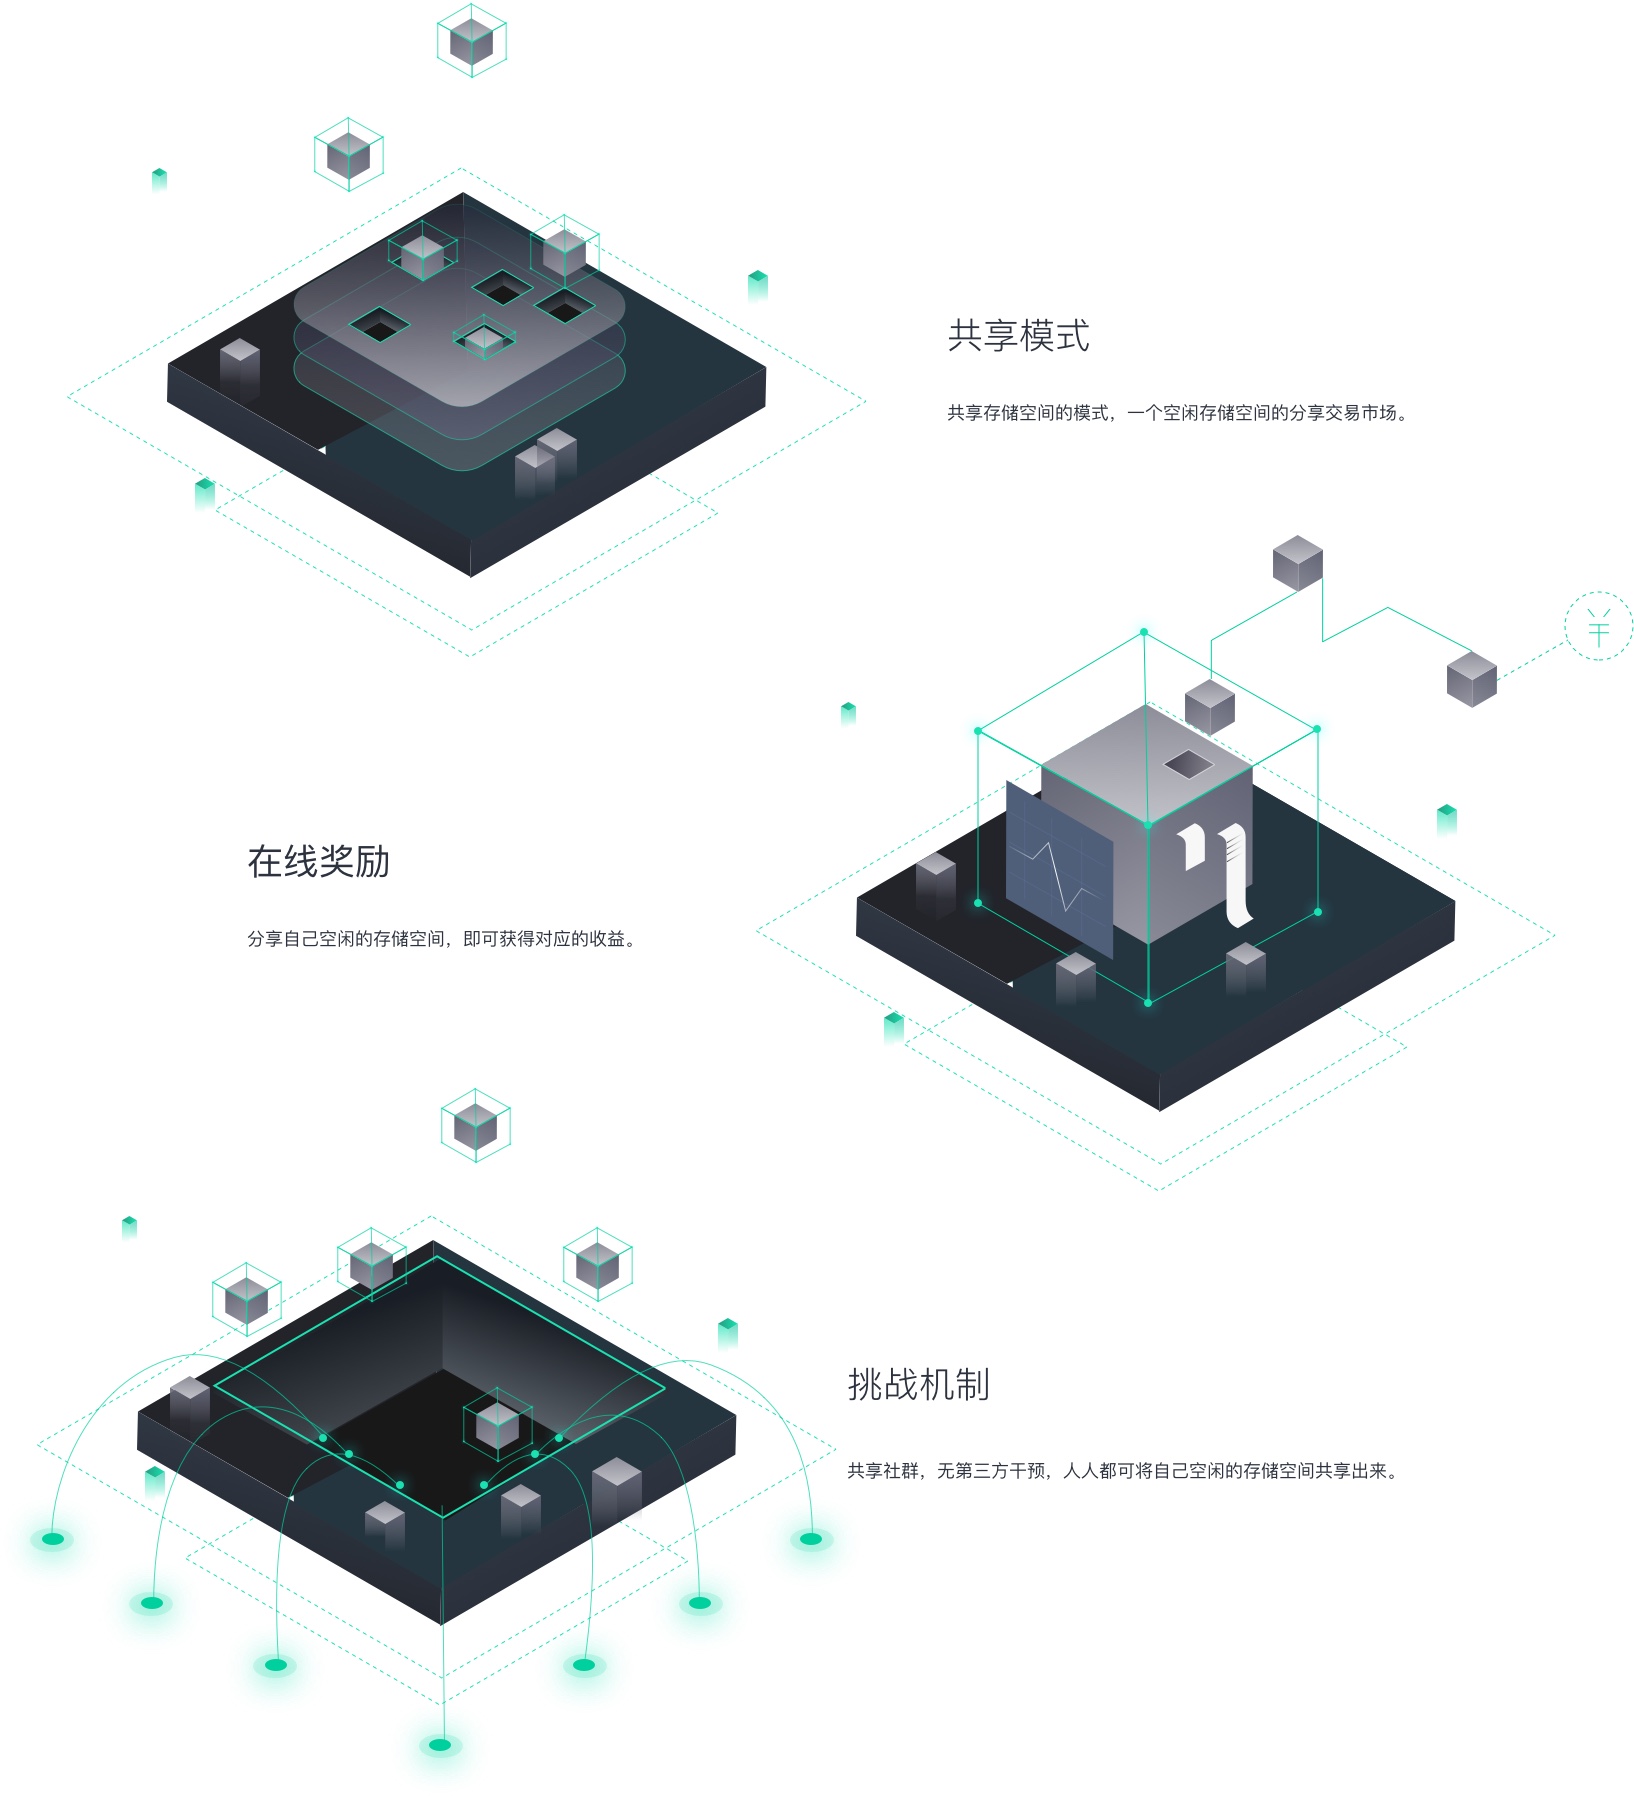 共享模式
共享存储空间的模式，一个空闲存储空间的分享交易市场。
¥
在线奖励
分享自己空闲的存储空间，即可获得对应的收益。
挑战机制
共享社群，无第三方干预，人人都可将自己空闲的存储空间共享出来。